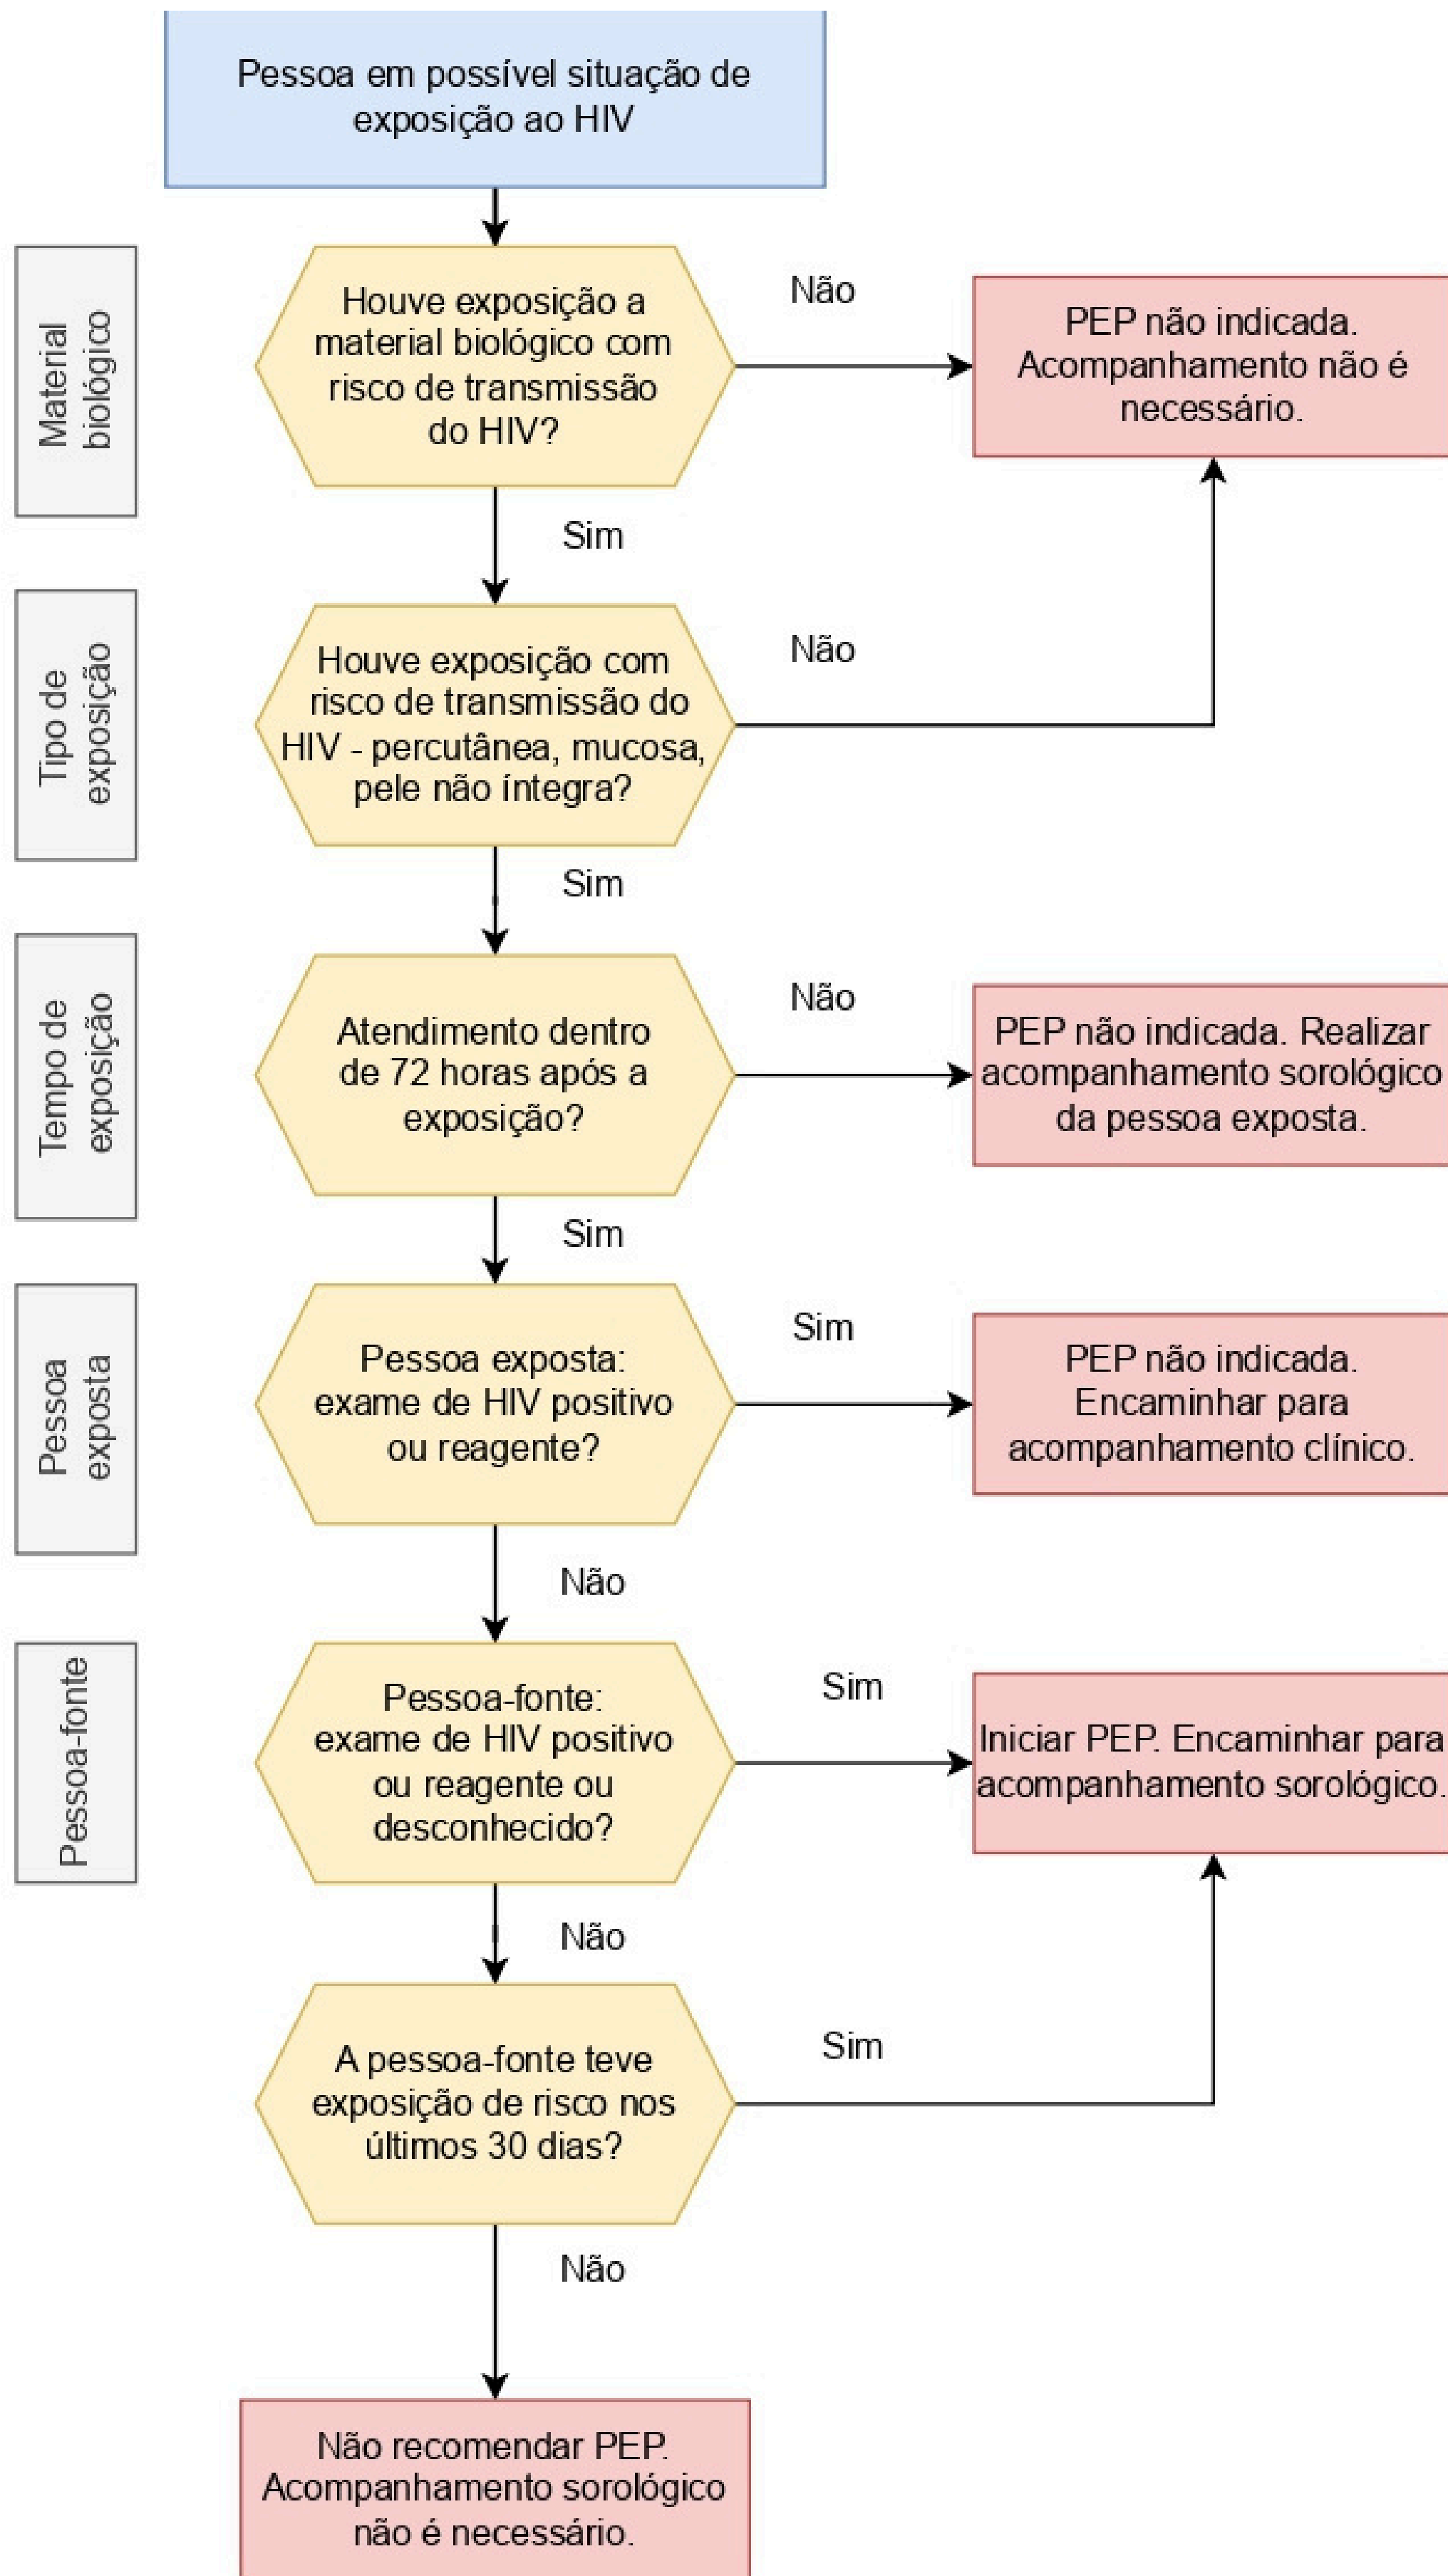 Pessoa em possível situação de
exposição ao HIV
Material
biológico
Houve exposição a
material biológico com
risco de transmissão
do HIV?
Não
PEP não indicada.
Acompanhamento não é
necessário.
Sim
Tipo de
exposição
Houve exposição com
risco de transmissão do
HIV - percutânea, mucosa,
pele não íntegra?
Não
Sim
Tempo de
exposição
Atendimento dentro
de 72 horas após a
exposição?
Não
PEP não indicada. Realizar
acompanhamento sorológico
da pessoa exposta.
Sim
Pessoa
exposta
Pessoa exposta:
exame de HIV positivo
ou reagente?
Sim
PEP não indicada.
Encaminhar para
acompanhamento clínico.
Não
Pessoa-fonte
Pessoa-fonte:
exame de HIV positivo
ou reagente ou
desconhecido?
Sim
Iniciar PEP. Encaminhar para
acompanhamento sorológico.
Não
A pessoa-fonte teve
exposição de risco nos
últimos 30 dias?
Sim
Não
Não recomendar PEP.
Acompanhamento sorológico
não é necessário.